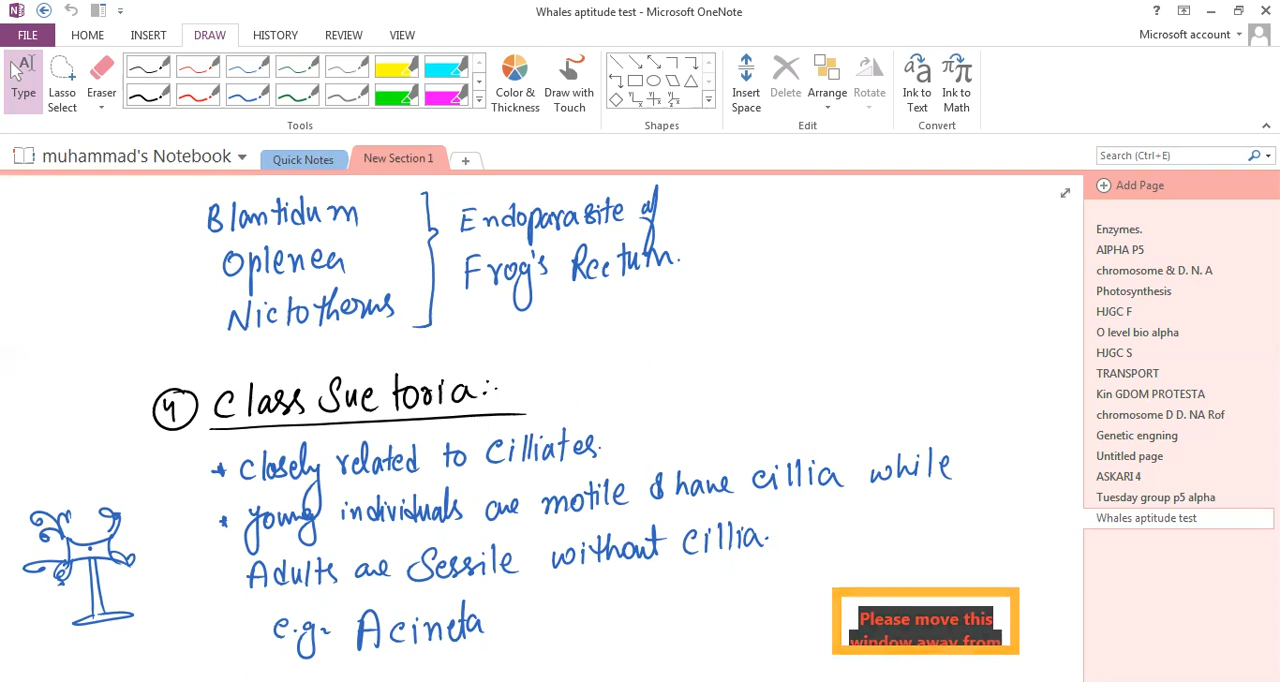 Whales aptitude test - Microsoft OneNote
FILE HOME INSERT DRAW HISTORY REVIEW VIEW
Microsoft account
Type
Lasso Select
Eraser
Color & Thickness
Draw with Touch
Insert Space
Delete
Arrange
Rotate
Ink to Text
Ink to Math
Tools
Shapes
Edit
Convert
muhammad's Notebook
Quick Notes
New Section 1
Search (Ctrl+E)
Add Page
Enzymes.
AlPHA P5
chromosome & D. N. A
Photosynthesis
HJGC F
O level bio alpha
HJGC S
TRANSPORT
Kin GDOM PROTESTA
chromosome D D. NA Rof
Genetic engning
Untitled page
ASKARI 4
Tuesday group p5 alpha
Whales aptitude test
Blantidum
Oplenea
Nictotherus
Endoparasite of
Frog's Rectum.
4 Class Suctoria:
* closely related to Cilliates.
* young individuals are motile & have cillia while
Adults are Sessile without cillia.
e.g:- Acineta
Please move this
window away from